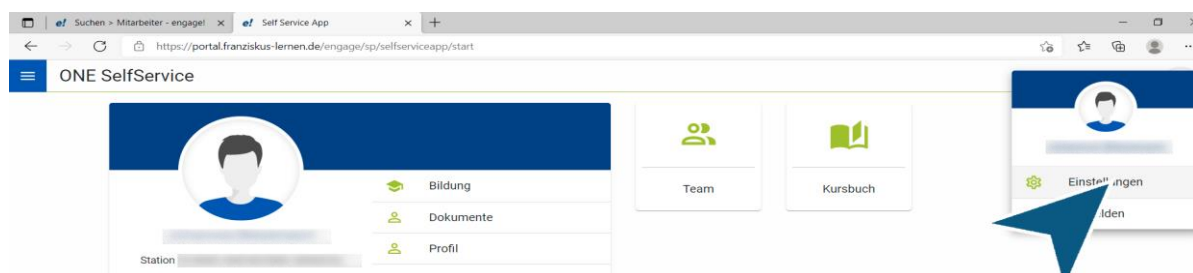 Suchen > Mitarbeiter - engage!
Self Service App
https://portal.franziskus-lernen.de/engage/sp/selfserviceapp/start
ONE SelfService
Bildung
Dokumente
Profil
Station
Team
Kursbuch